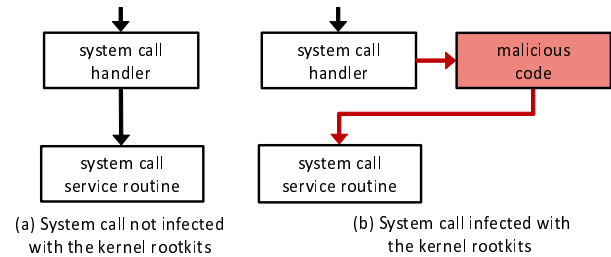 system call
handler
system call
service routine
(a) System call not infected
with the kernel rootkits
system call
handler
malicious
code
system call
service routine
(b) System call infected with
the kernel rootkits